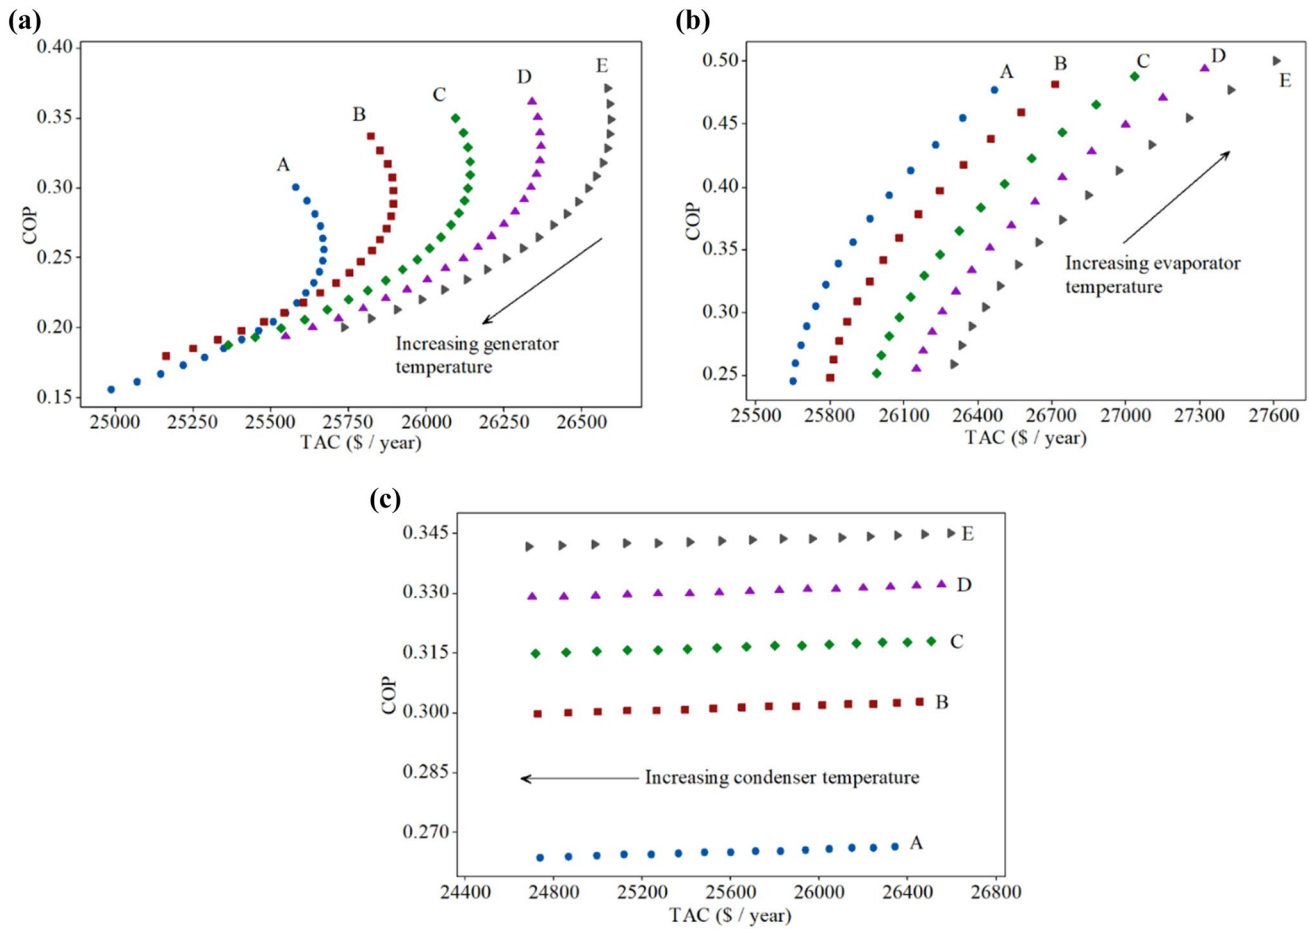 (a)
0.40
0.35
0.30
0.25
0.20
0.15
COP
A
B
C
D
E
Increasing generator
temperature
25000 25250 25500 25750 26000 26250 26500
TAC ($ / year)
(b)
0.50
0.45
0.40
0.35
0.30
0.25
COP
A
B
C
D
E
Increasing evaporator
temperature
25500 25800 26100 26400 26700 27000 27300 27600
TAC ($ / year)
(c)
0.345
0.330
0.315
0.300
0.285
0.270
COP
E
D
C
B
Increasing condenser temperature
A
24400 24800 25200 25600 26000 26400 26800
TAC ($ / year)